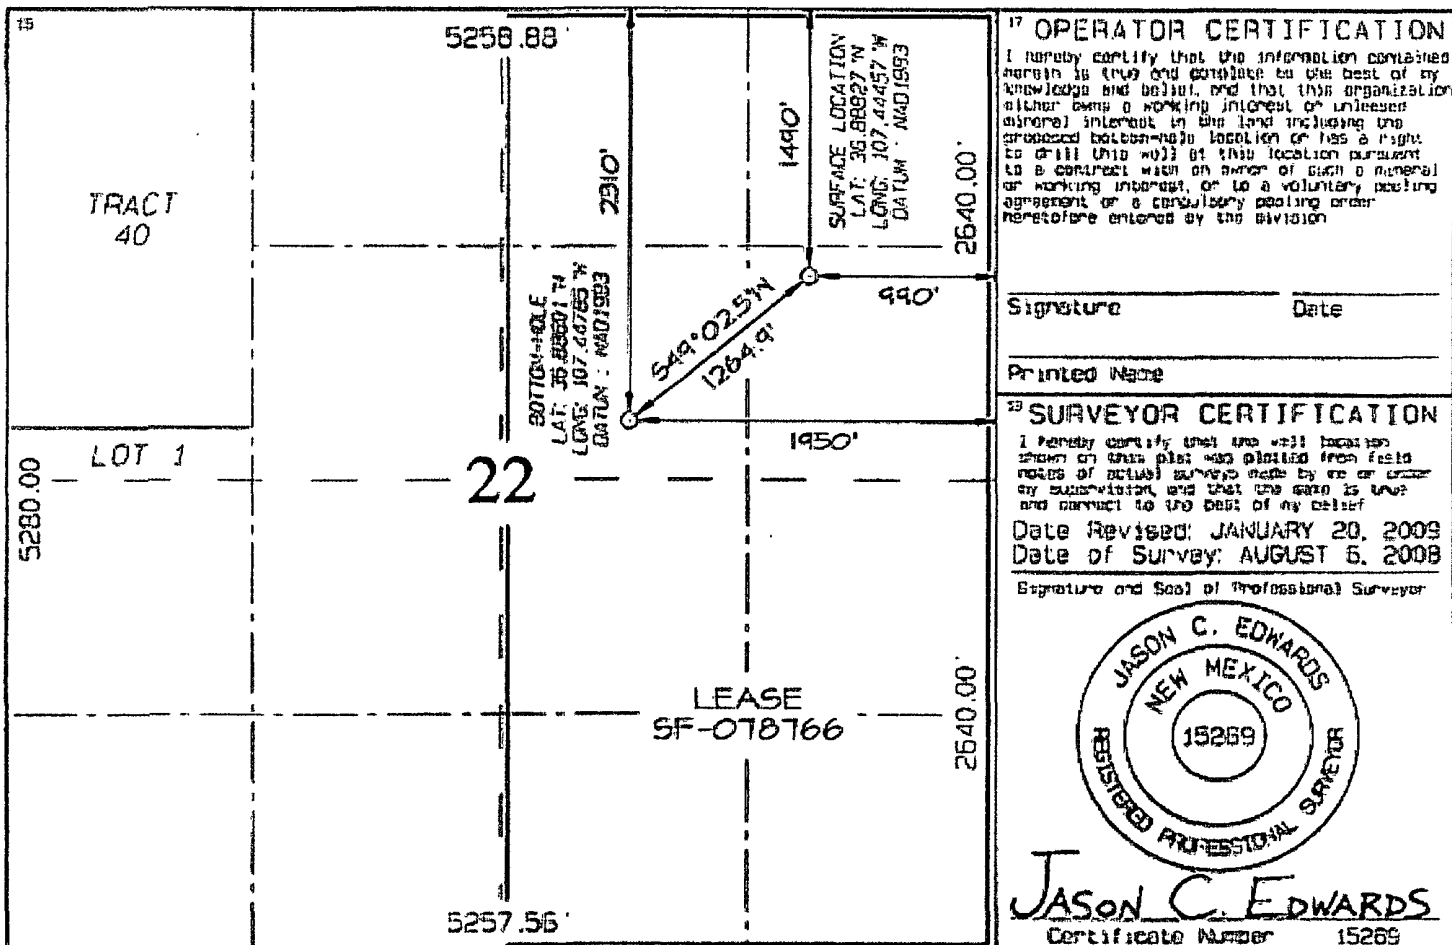 15
5258.88'
TRACT
40
LOT 1
5280.00
22
5257.56'
2310'
1490'
SURFACE LOCATION
LAT: 36.88827 °N
LONG: 107.44457 °W
DATUM: NAD1983
2640.00'
990'
BOTTOM-HOLE
LAT: 36.88601 °N
LONG: 107.44785 °W
DATUM: NAD1983
S49°02.5'W
1264.9'
1950'
LEASE
SF-078766
2640.00'
17 OPERATOR CERTIFICATION
I hereby certify that the information contained
herein is true and complete to the best of my
knowledge and belief, and that this organization
either owns a working interest or unleased
mineral interest in the land including the
proposed bottom-hole location or has a right
to drill this well at this location pursuant
to a contract with an owner of such a mineral
or working interest, or to a voluntary pooling
agreement or a compulsory pooling order
heretofore entered by the division
Signature Date
Printed Name
SURVEYOR CERTIFICATION
I hereby certify that the well location
shown on this plat was plotted from field
notes of actual surveys made by me or under
my supervision, and that the same is true
and correct to the best of my belief
Date Revised: JANUARY 20, 2009
Date of Survey: AUGUST 6, 2008
Signature and Seal of Professional Surveyor
JASON C. EDWARDS
NEW MEXICO
15269
REGISTERED PROFESSIONAL SURVEYOR
JASON C. EDWARDS
Certificate Number 15269